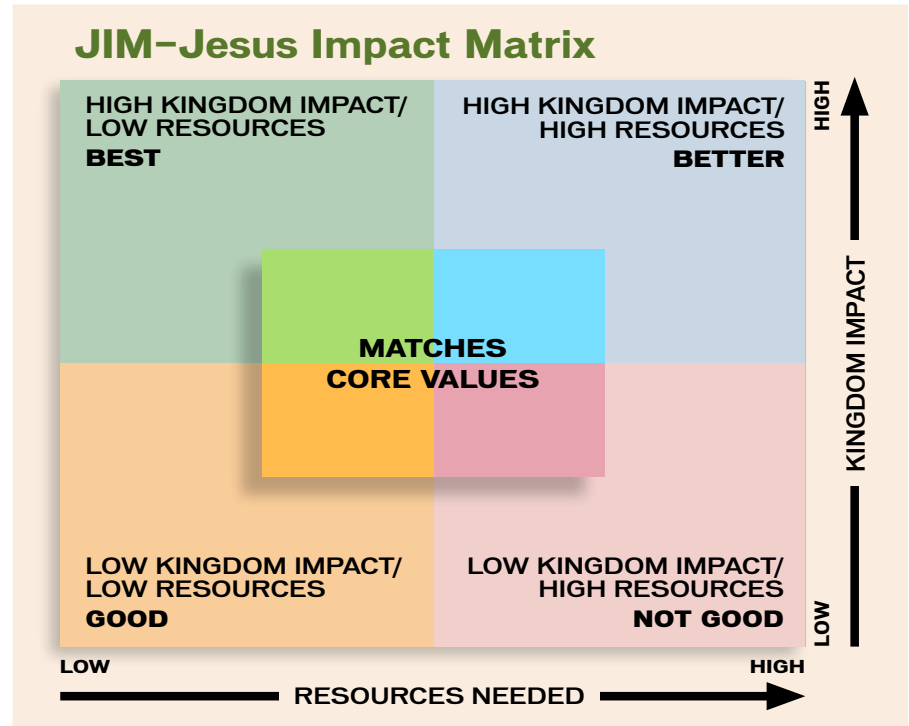 JIM–Jesus Impact Matrix
HIGH KINGDOM IMPACT/
LOW RESOURCES
BEST
HIGH KINGDOM IMPACT/
HIGH RESOURCES
BETTER
MATCHES
CORE VALUES
LOW KINGDOM IMPACT/
LOW RESOURCES
GOOD
LOW KINGDOM IMPACT/
HIGH RESOURCES
NOT GOOD
HIGH
KINGDOM IMPACT
LOW
LOW
HIGH
RESOURCES NEEDED